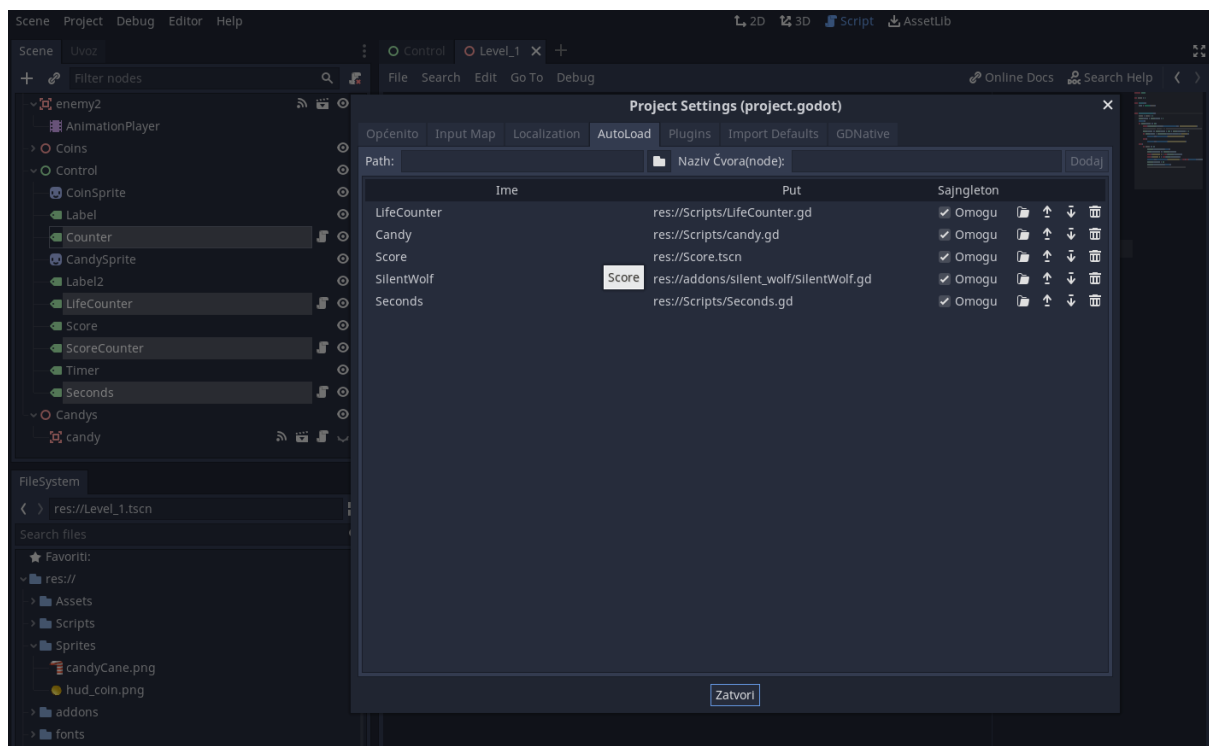 Scene Project Debug Editor Help 2D 3D Script AssetLib
Scene Uvoz Control Level_1
Filter nodes File Search Edit Go To Debug Online Docs Search Help
enemy2
AnimationPlayer
Coins
Control
CoinSprite
Label
Counter
CandySprite
Label2
LifeCounter
Score
ScoreCounter
Timer
Seconds
Candys
candy
FileSystem
res://Level_1.tscn
Search files
Favoriti:
res://
Assets
Scripts
Sprites
candyCane.png
hud_coin.png
addons
fonts
Project Settings (project.godot)
Općenito Input Map Localization AutoLoad Plugins Import Defaults GDNative
Path: Naziv Čvora(node): Dodaj
Ime Put Sajngleton
LifeCounter res://Scripts/LifeCounter.gd Omogu
Candy res://Scripts/candy.gd Omogu
Score res://Score.tscn Omogu
SilentWolf Score res://addons/silent_wolf/SilentWolf.gd Omogu
Seconds res://Scripts/Seconds.gd Omogu
Zatvori